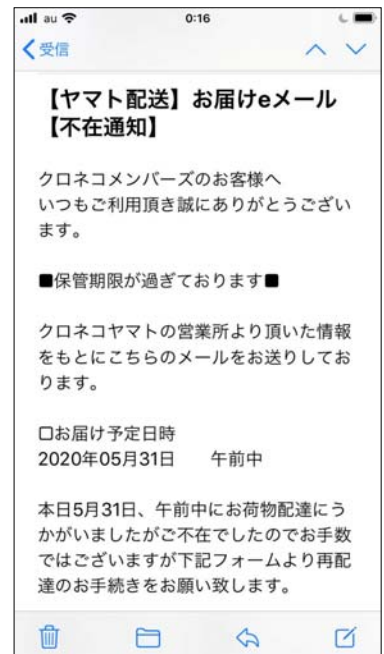 au 0:16
受信
【ヤマト配送】お届けeメール
【不在通知】
クロネコメンバーズのお客様へ
いつもご利用頂き誠にありがとうござい
ます。
■保管期限が過ぎております■
クロネコヤマトの営業所より頂いた情報
をもとにこちらのメールをお送りしてお
ります。
口お届け予定日時
2020年05月31日 午前中
本日5月31日、午前中にお荷物配達にう
かがいましたがご不在でしたのでお手数
ではございますが下記フォームより再配
達のお手続きをお願い致します。